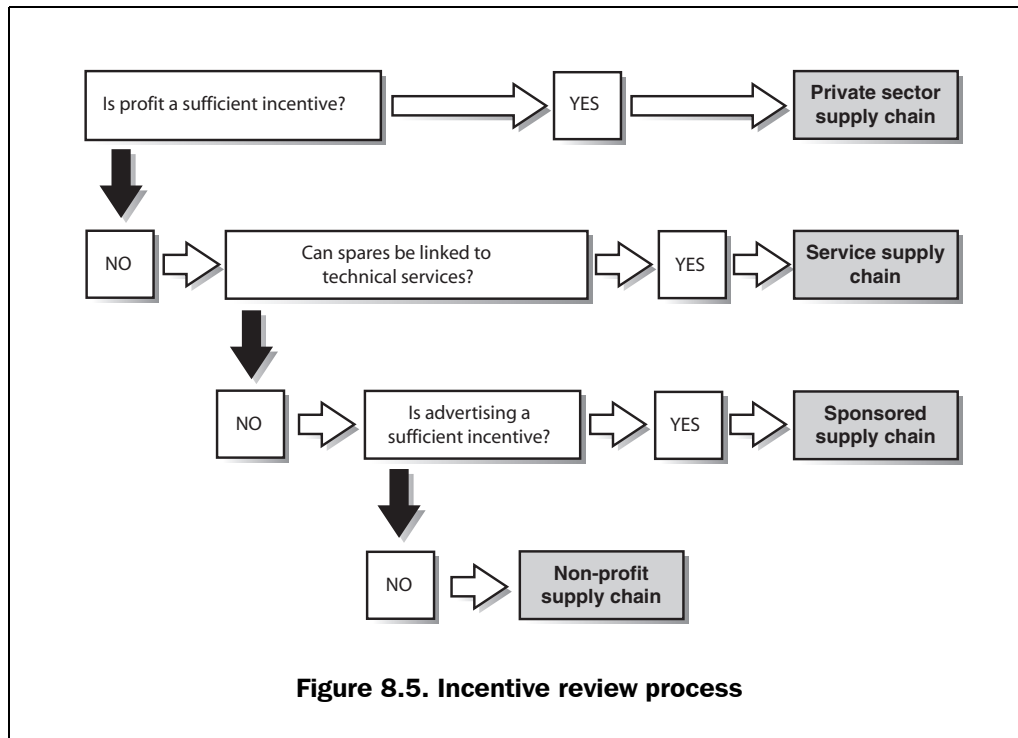 Is profit a sufficient incentive?
YES
Private sector
supply chain
NO
Can spares be linked to
technical services?
YES
Service supply
chain
NO
Is advertising a
sufficient incentive?
YES
Sponsored
supply chain
NO
Non-profit
supply chain
Figure 8.5. Incentive review process